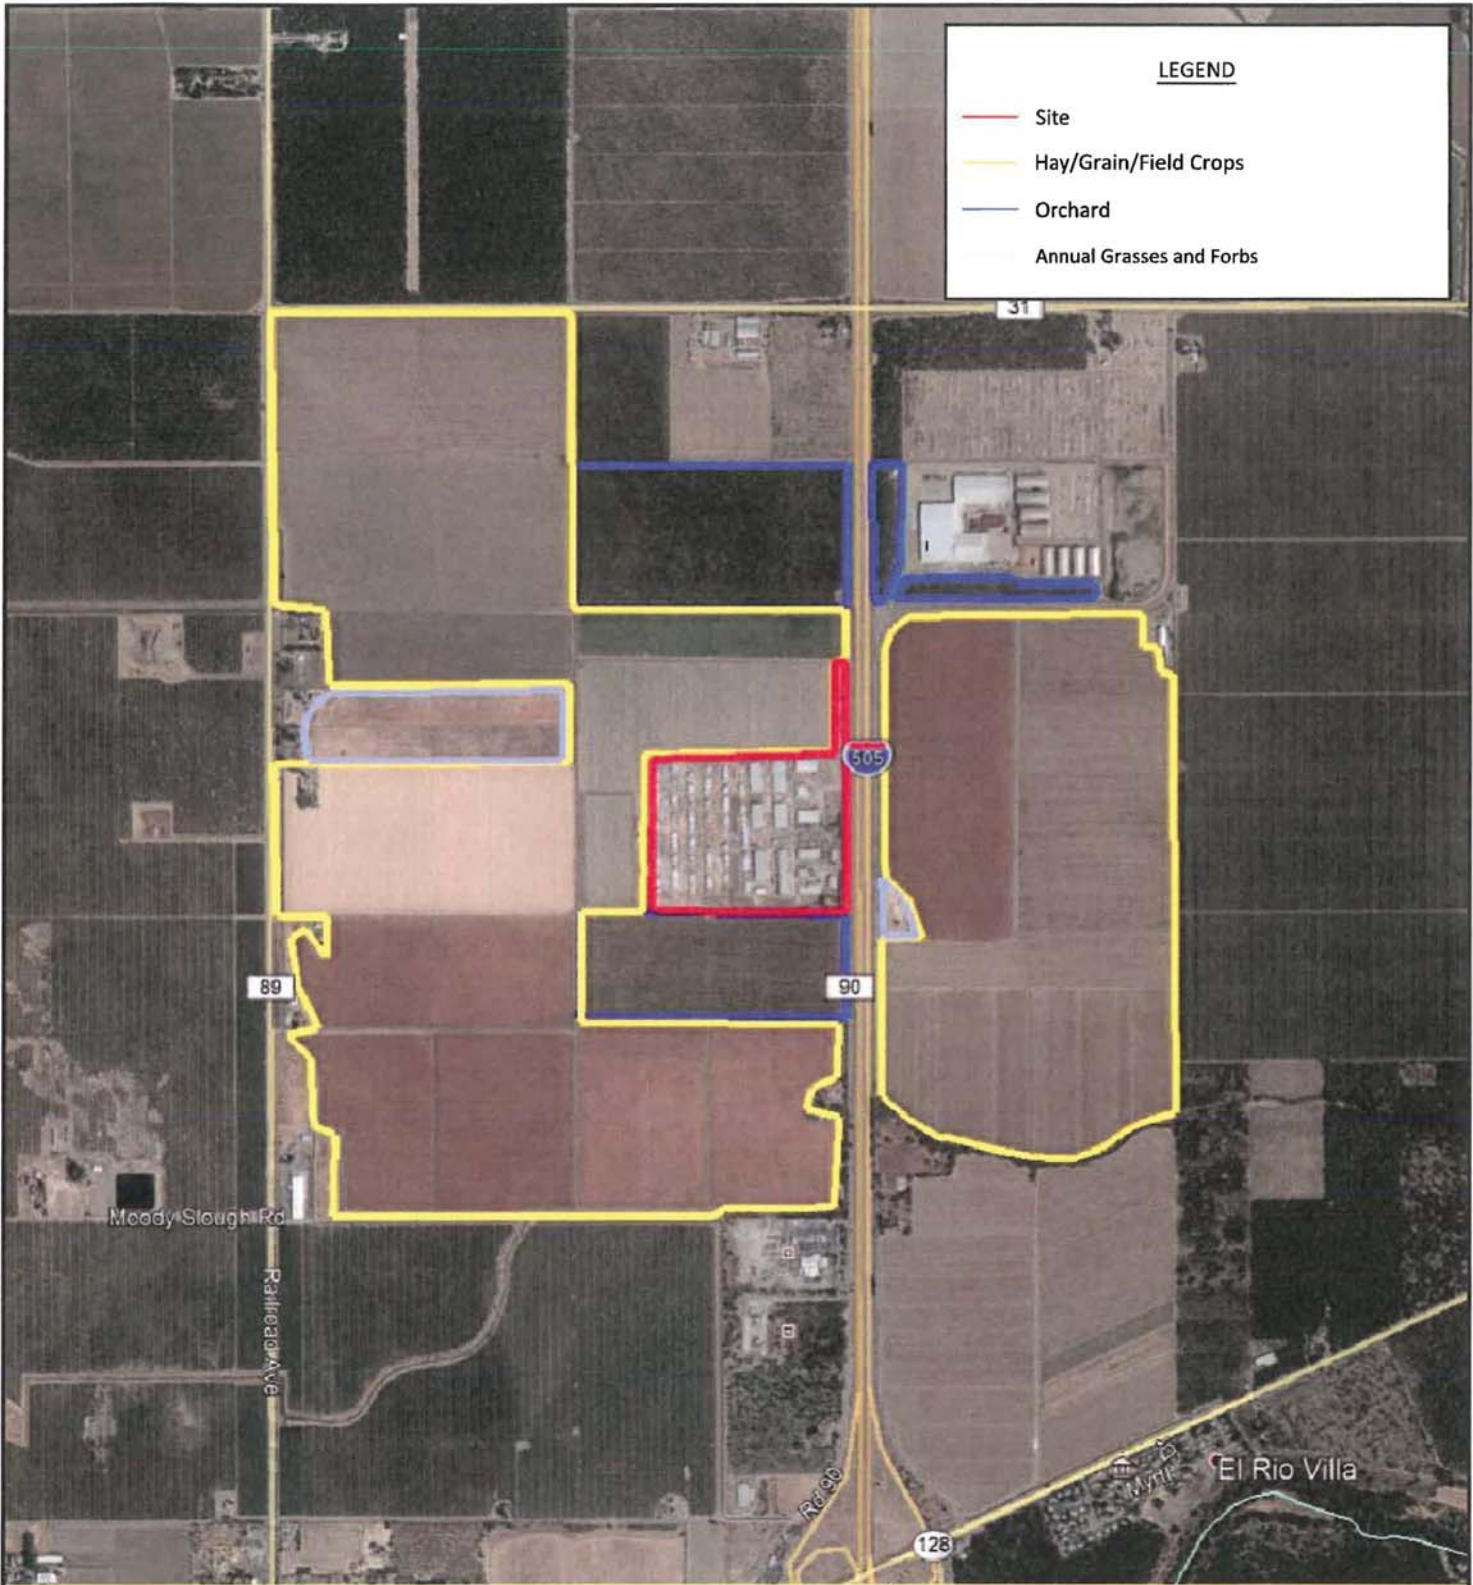 LEGEND
Site
Hay/Grain/Field Crops
Orchard
Annual Grasses and Forbs
31
505
89
90
Moody Slough Rd
Railroad Ave
Rd 90
El Rio Villa
128